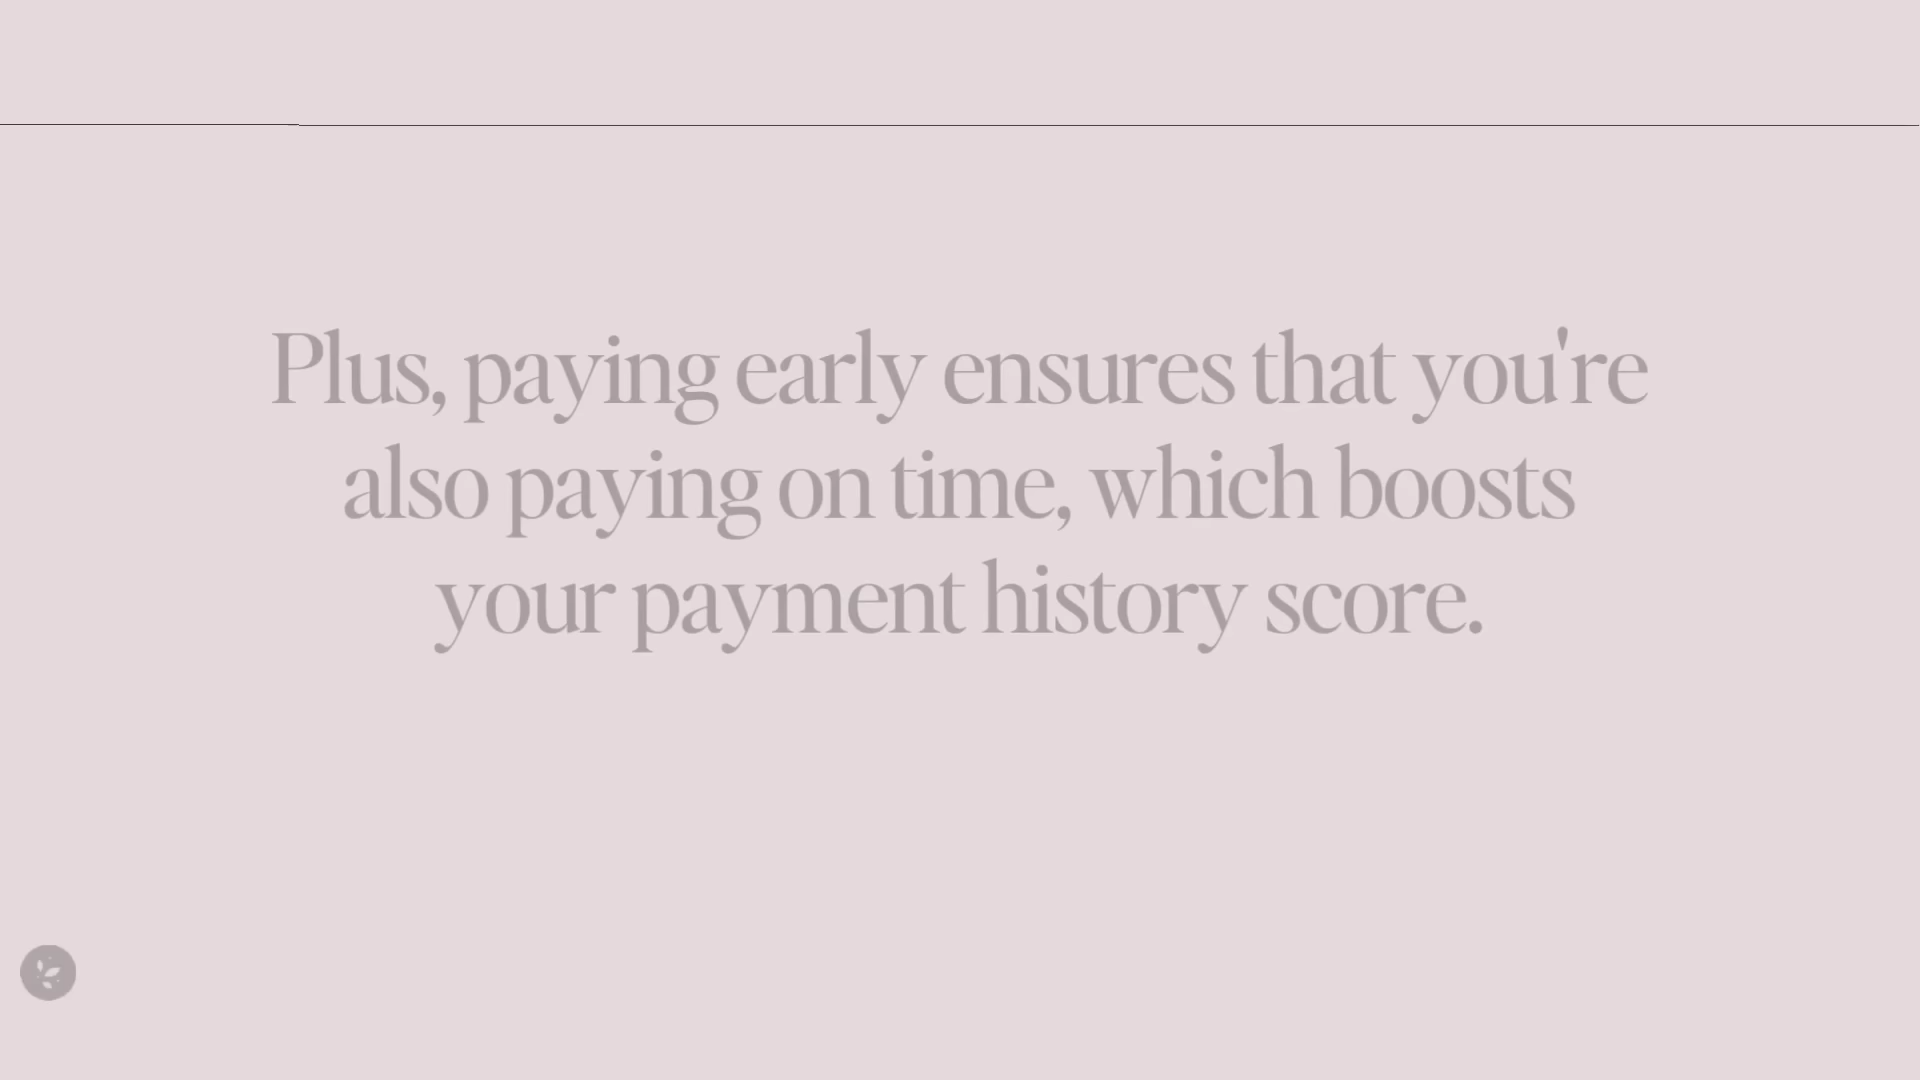 Plus, paying early ensures that you're
also paying on time, which boosts
your payment history score.